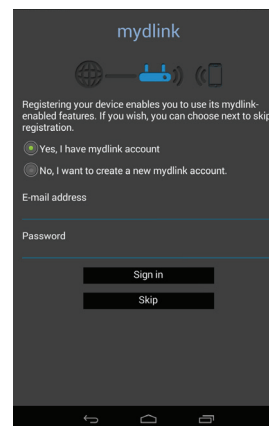 mydlink
Registering your device enables you to use its mydlink-
enabled features. If you wish, you can choose next to skip
registration.
Yes, I have mydlink account
No, I want to create a new mydlink account.
E-mail address
Password
Sign in
Skip